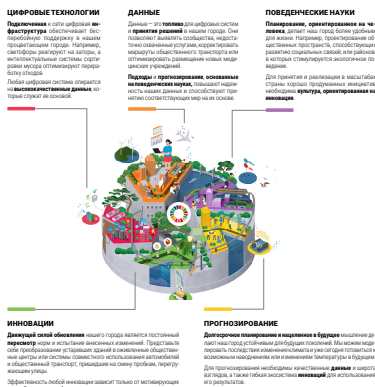 ЦИФРОВЫЕ ТЕХНОЛОГИИ
Подключенная к сети цифровая ин-
фраструктура обеспечивает бес-
перебойную поддержку в нашем
процветающем городе. Например,
светофоры реагируют на заторы, а
интеллектуальные системы сорти-
ровки мусора оптимизируют перера-
ботку отходов.
Любая цифровая система опирается
на высококачественные данные, ко-
торые служат ее основой.
ДАННЫЕ
Данные – это топливо для цифровых систем
и принятия решений в нашем городе. Они
позволяют выявлять сообщества, недоста-
точно охваченные услугами, корректировать
маршруты общественного транспорта или
оптимизировать размещение новых меди-
цинских учреждений.
Подходы к прогнозирование, основанные
на поведенческих науках, повышают надеж-
ность наших данных и способствуют при-
нятию соответствующих мер на их основе.
ПОВЕДЕНЧЕСКИЕ НАУКИ
Планирование, ориентированное на че-
ловека, делает наш город более удобным
для жизни. Например, проектирование об-
щественных пространств, способствующих
развитию социальных связей, или районов,
в которых стимулируется экологичное по-
ведение.
Для принятия и реализации в масштабах
страны хорошо продуманных инициатив
необходима культура, ориентированная на
инновации.
ИННОВАЦИИ
Движущей силой обновления нашего города является постоянный
пересмотр норм и испытание внесенных изменений. Представьте
себе преобразование устаревших зданий в оживленные обществен-
ные центры или системы совместного использования автомобилей
и общественный транспорт, пришедшие на смену пробкам, перегру-
жающим улицы.
Эффективность любой инновации зависит только от мотивирующих
ПРОГНОЗИРОВАНИЕ
Долгосрочное планирование и нацеленное в будущее мышление де-
лают наш город устойчивым для будущих поколений. Мы можем моде-
лировать последствия изменения климата и уже сегодня готовиться к
возможным наводнениям или изменениям температуры в будущем.
Для прогнозирования необходимы качественные данные и широта
взглядов, а также гибкая экосистема инноваций для использования
его результатов.